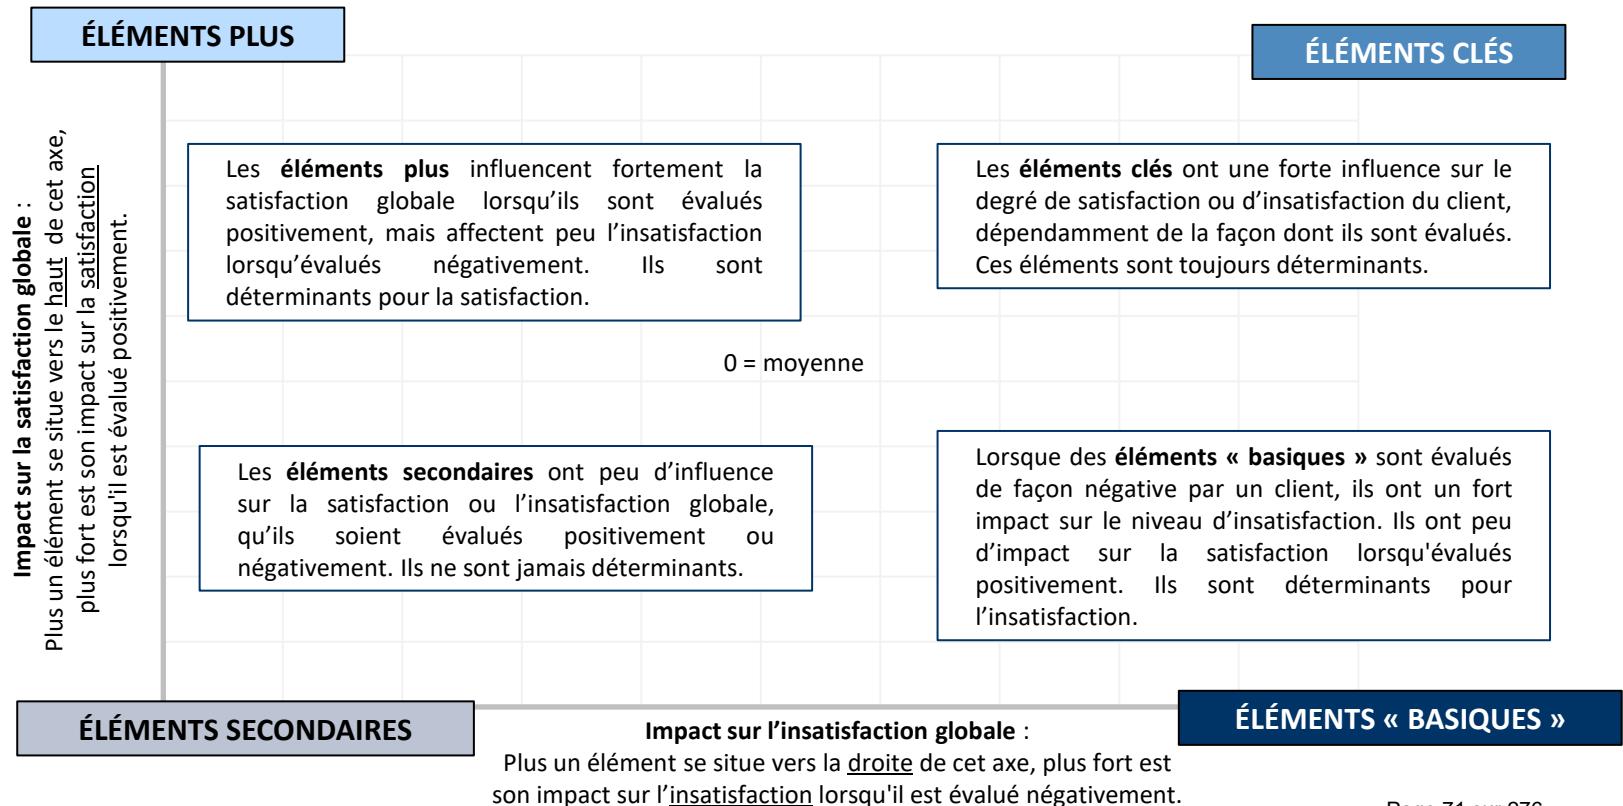 ÉLÉMENTS PLUS
ÉLÉMENTS CLÉS
Impact sur la satisfaction globale :
Plus un élément se situe vers le haut de cet axe,
plus fort est son impact sur la satisfaction
lorsqu'il est évalué positivement.
Les éléments plus influencent fortement la
satisfaction globale lorsqu’ils sont évalués
positivement, mais affectent peu l’insatisfaction
lorsqu’évalués négativement. Ils sont
déterminants pour la satisfaction.
Les éléments clés ont une forte influence sur le
degré de satisfaction ou d’insatisfaction du client,
dépendamment de la façon dont ils sont évalués.
Ces éléments sont toujours déterminants.
0 = moyenne
Les éléments secondaires ont peu d’influence
sur la satisfaction ou l’insatisfaction globale,
qu’ils soient évalués positivement ou
négativement. Ils ne sont jamais déterminants.
Lorsque des éléments « basiques » sont évalués
de façon négative par un client, ils ont un fort
impact sur le niveau d’insatisfaction. Ils ont peu
d’impact sur la satisfaction lorsqu'évalués
positivement. Ils sont déterminants pour
l’insatisfaction.
ÉLÉMENTS SECONDAIRES
ÉLÉMENTS « BASIQUES »
Impact sur l’insatisfaction globale :
Plus un élément se situe vers la droite de cet axe, plus fort est
son impact sur l’insatisfaction lorsqu'il est évalué négativement.